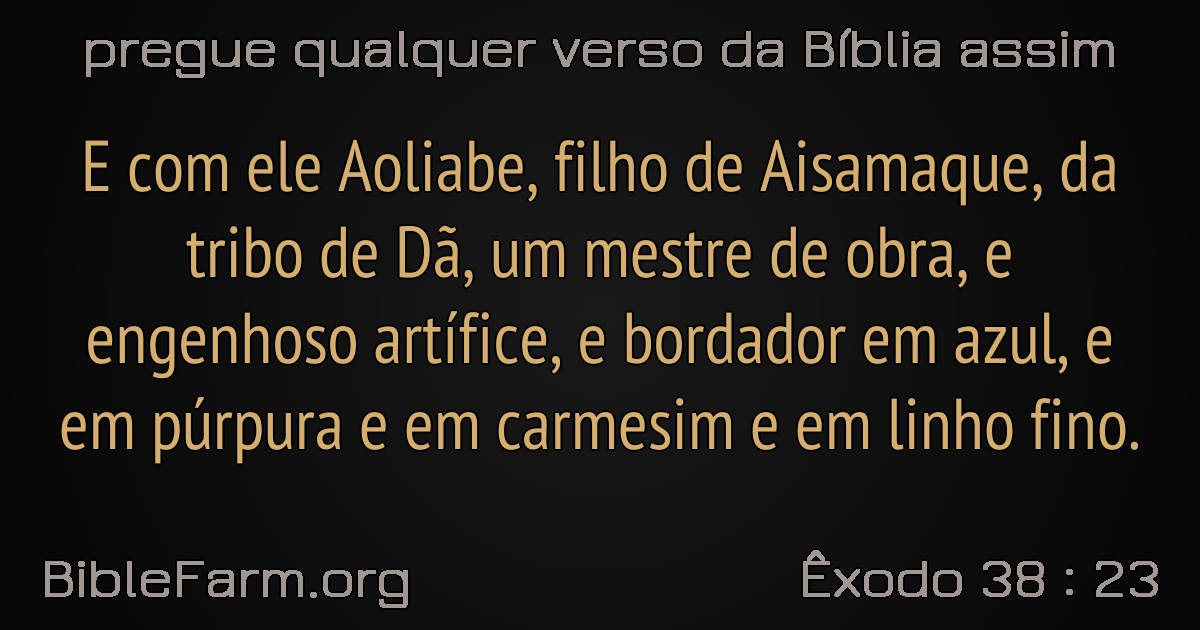 pregue qualquer verso da Bíblia assim
E com ele Aoliabe, filho de Aisamaque, da
tribo de Dã, um mestre de obra, e
engenhoso artífice, e bordador em azul, e
em púrpura e em carmesim e em linho fino.
BibleFarm.org
Êxodo 38 : 23